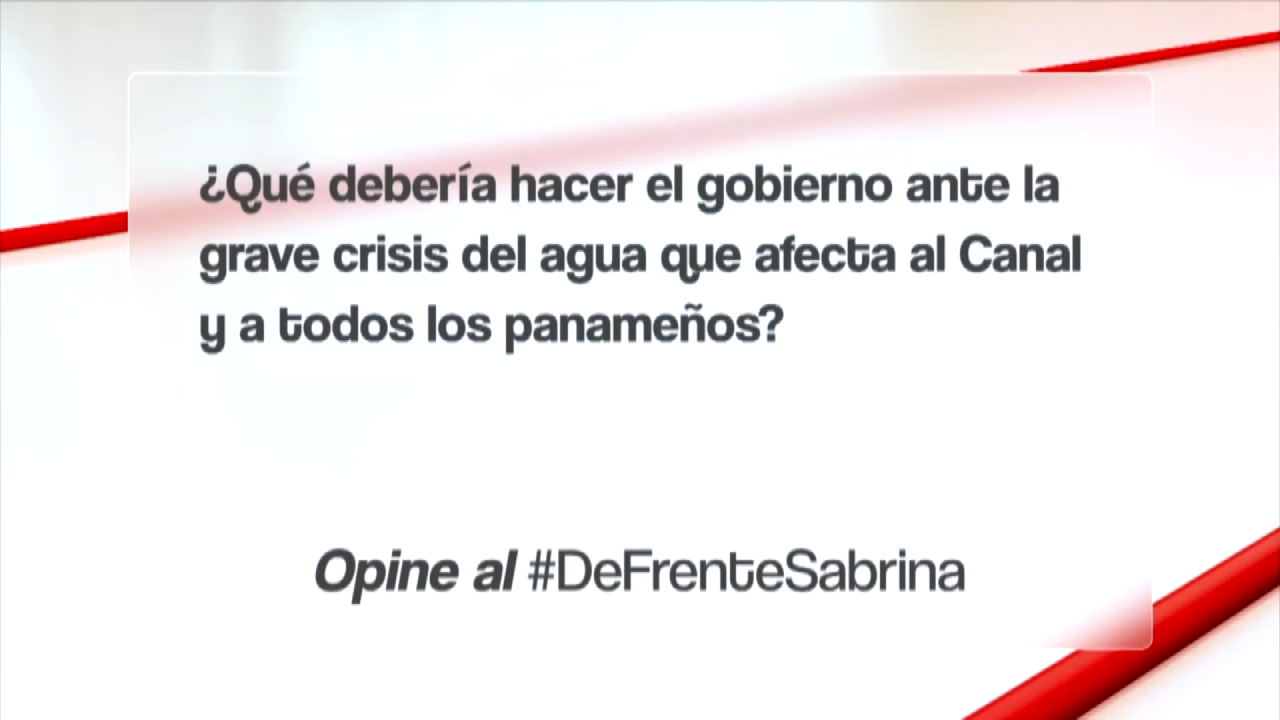 ¿Qué debería hacer el gobierno ante la
grave crisis del agua que afecta al Canal
y a todos los panameños?
Opine al #DeFrenteSabrina